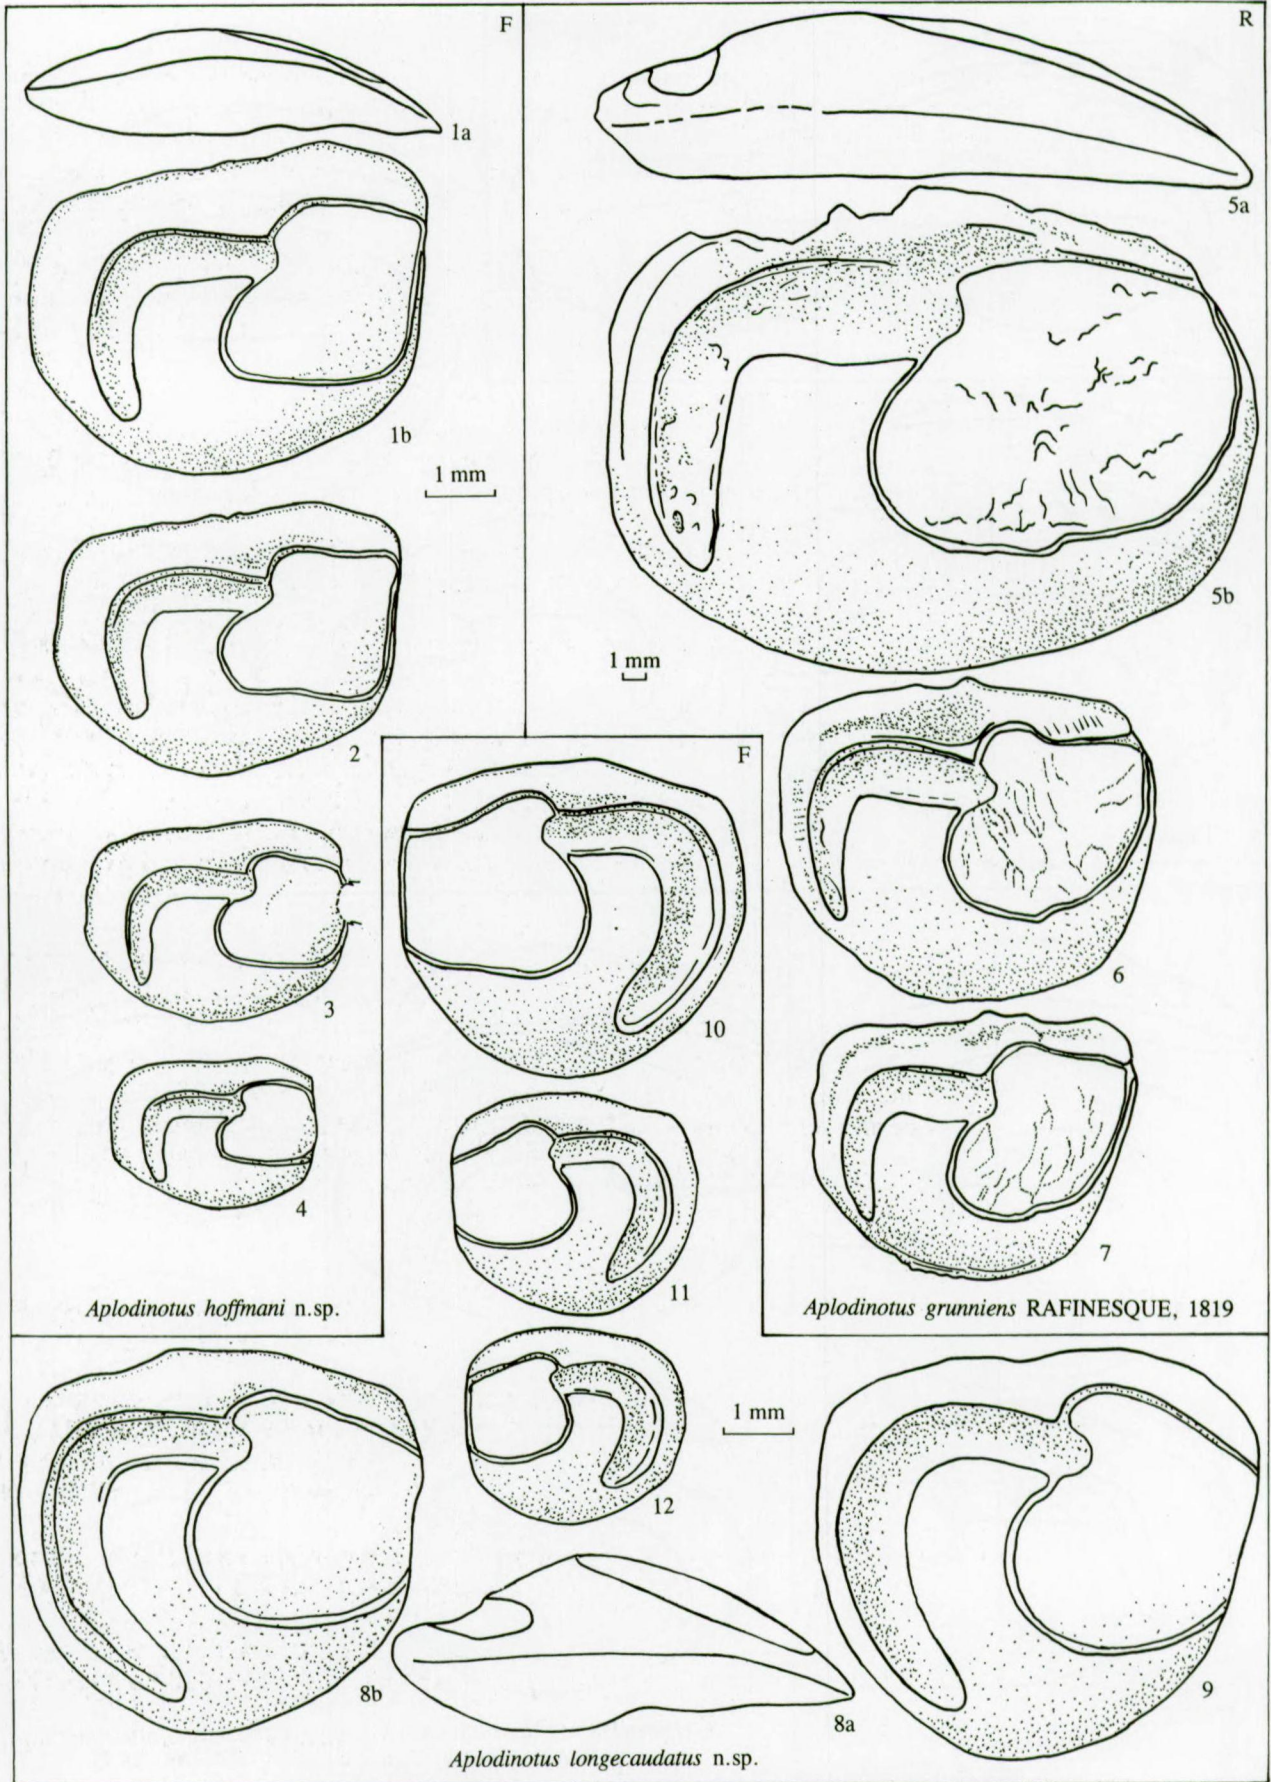 F
1a
1b
1 mm
2
3
4
Aplodinotus hoffmani n.sp.
R
5a
5b
1 mm
6
7
Aplodinotus grunniens RAFINESQUE, 1819
F
10
11
12
1 mm
8b
8a
9
Aplodinotus longecaudatus n.sp.